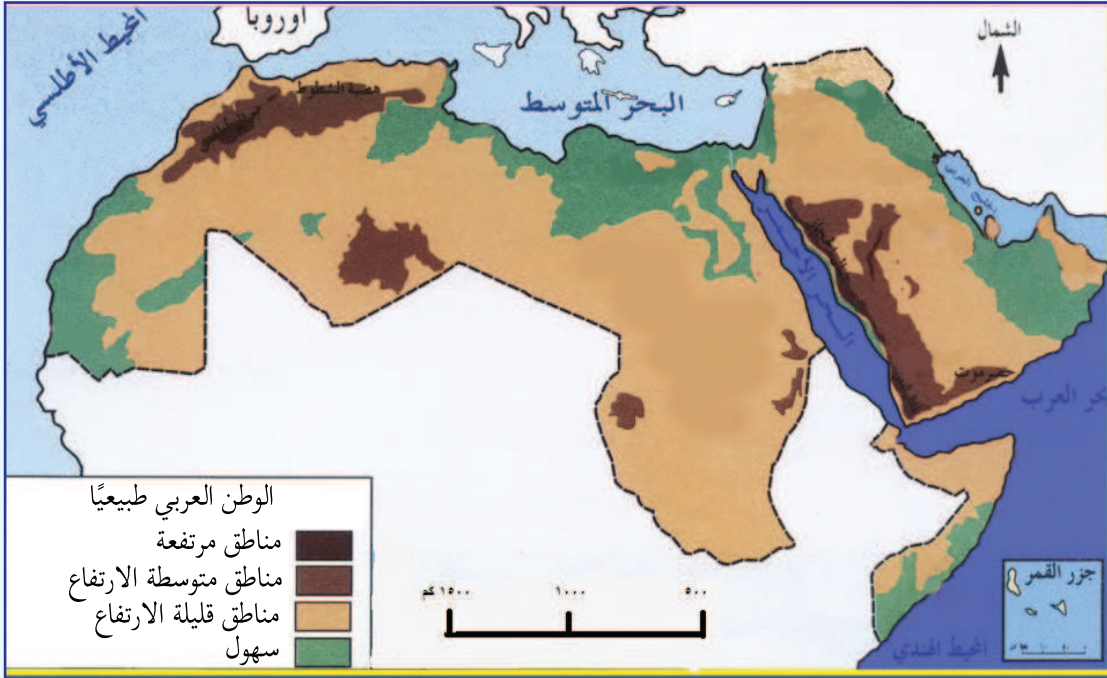 المحيط الأطلسي
أوروبا
الشمال
هضبة الشطوط
البحر المتوسط
الخليج العربي
البحر الأحمر
حضرموت
بحر العرب
المحيط الهندي
جزر القمر
الوطن العربي طبيعيًا
مناطق مرتفعة
مناطق متوسطة الارتفاع
مناطق قليلة الارتفاع
سهول
١٥٠٠ كم
١٠٠٠
٥٠٠